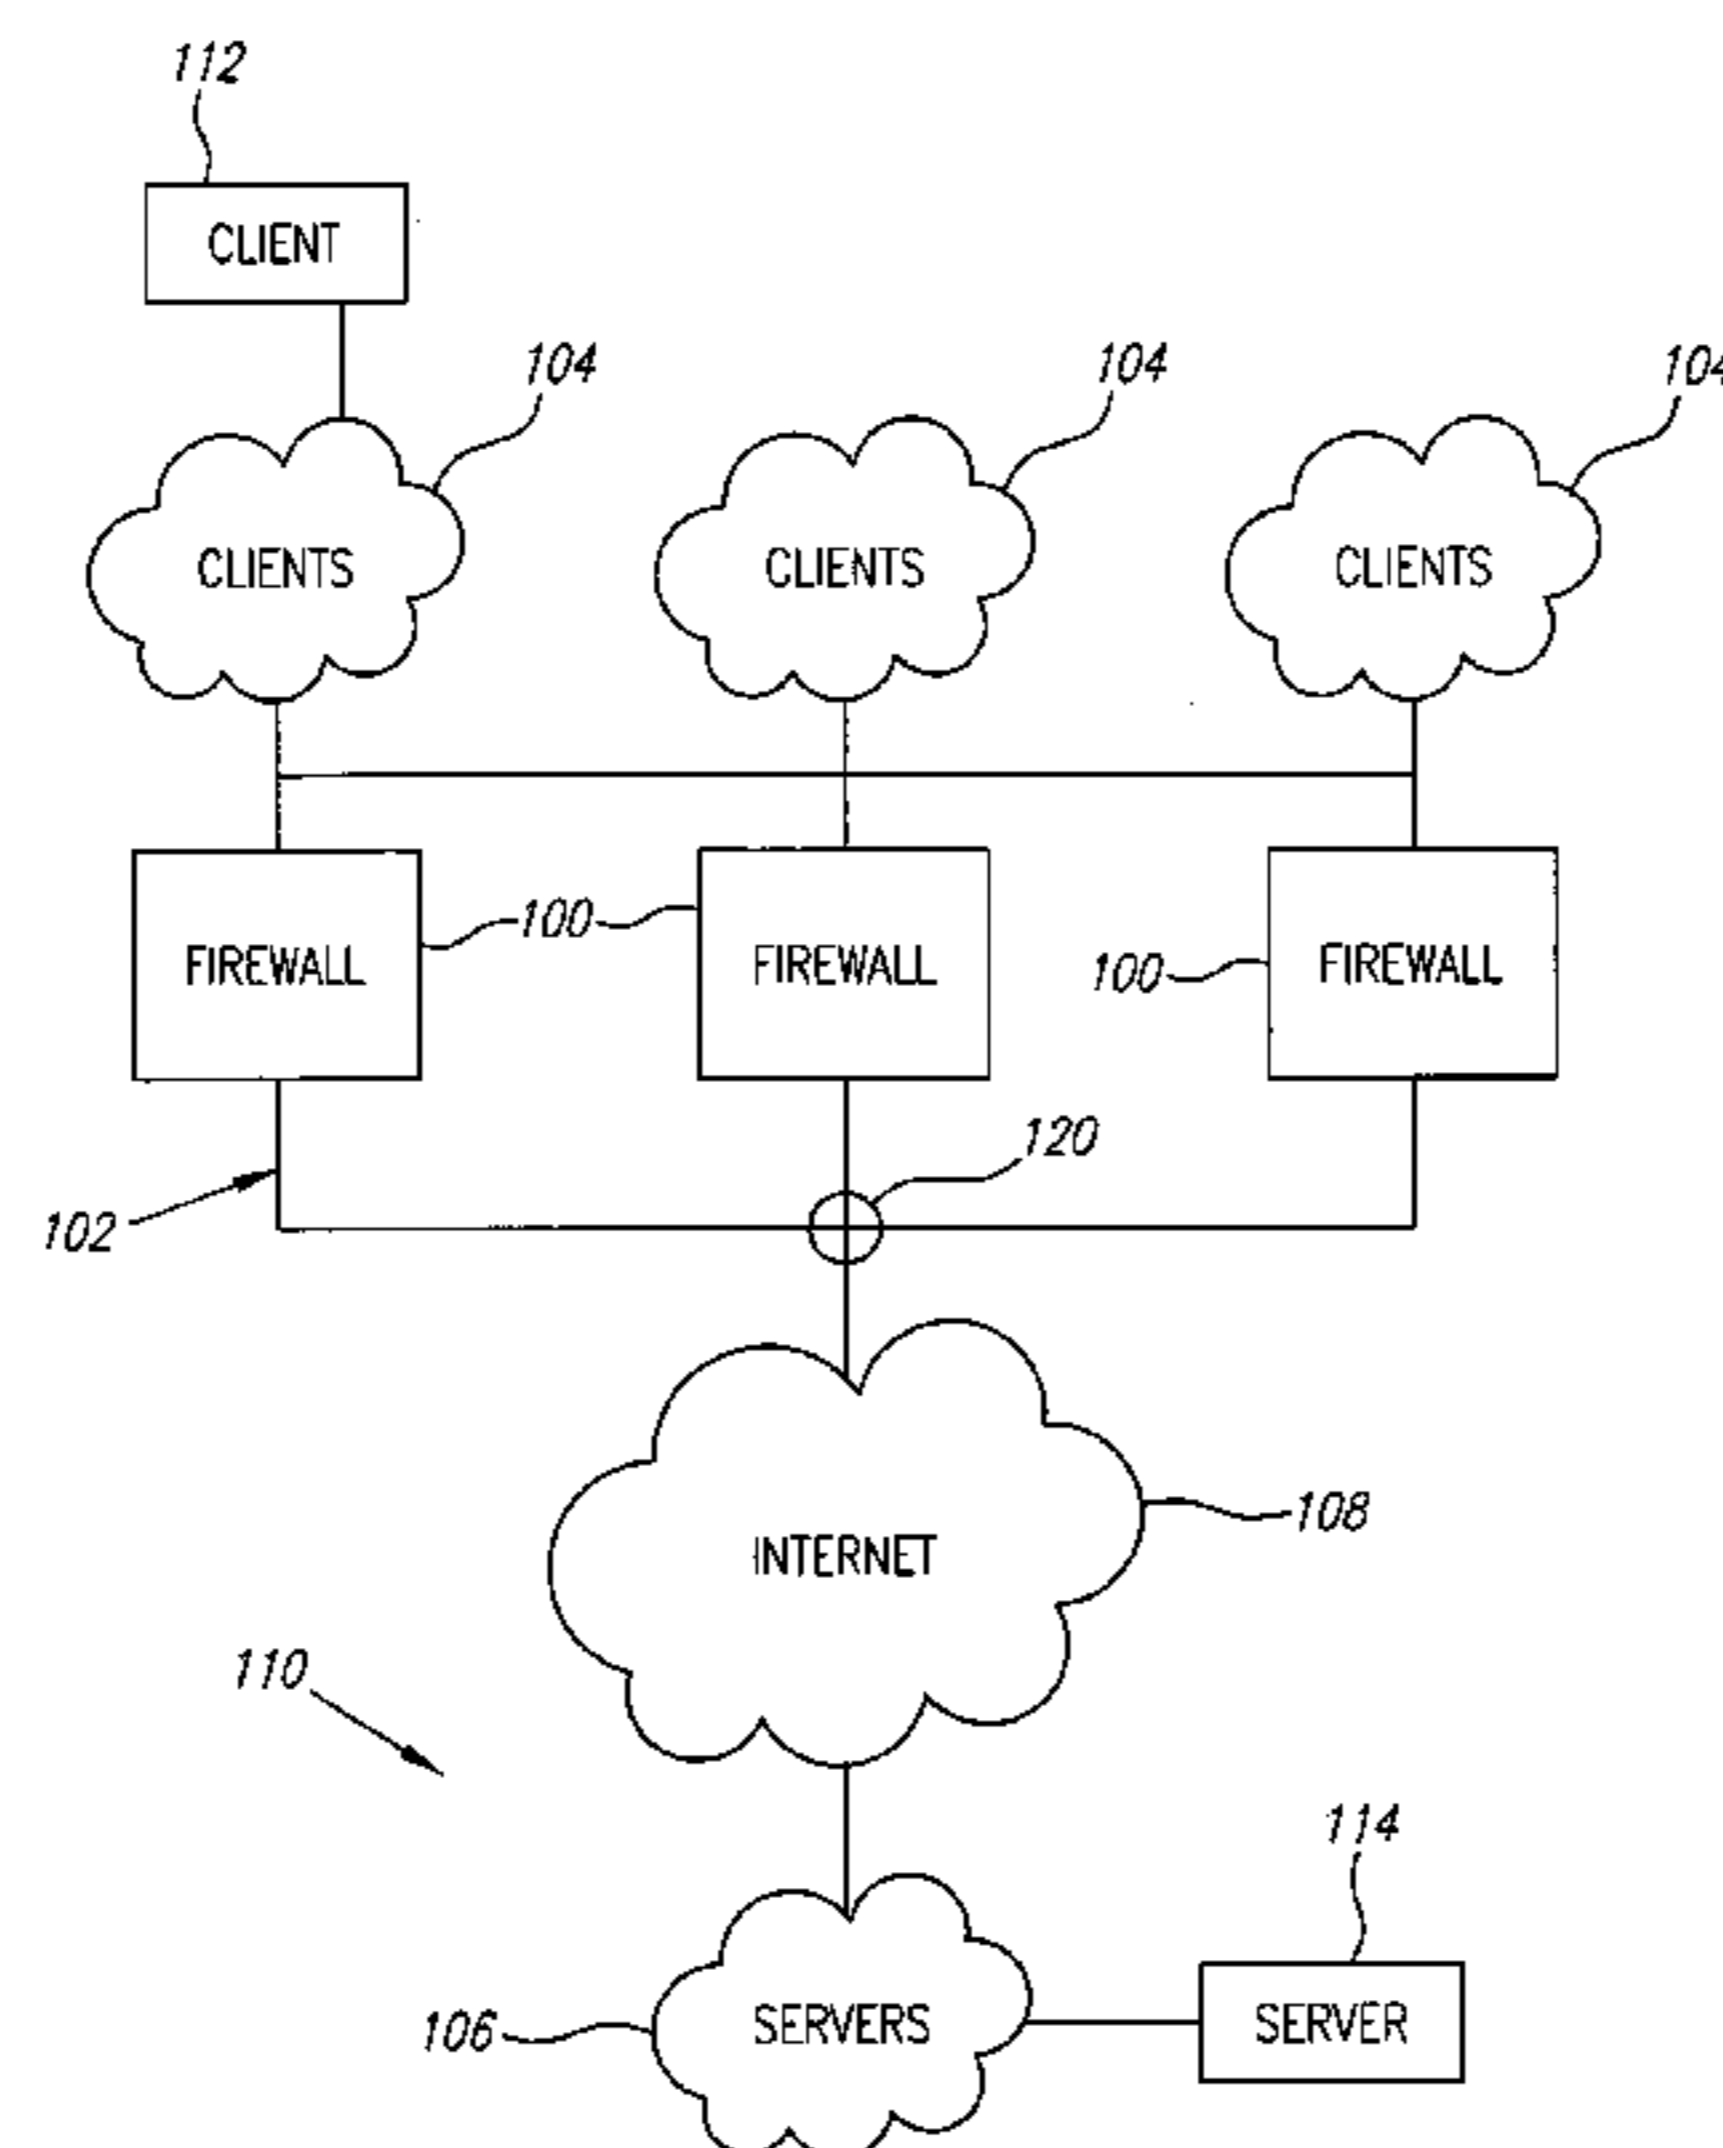 112
CLIENT
104
104
104
CLIENTS
CLIENTS
CLIENTS
FIREWALL
100
FIREWALL
100
FIREWALL
120
102
INTERNET
108
110
114
106
SERVERS
SERVER